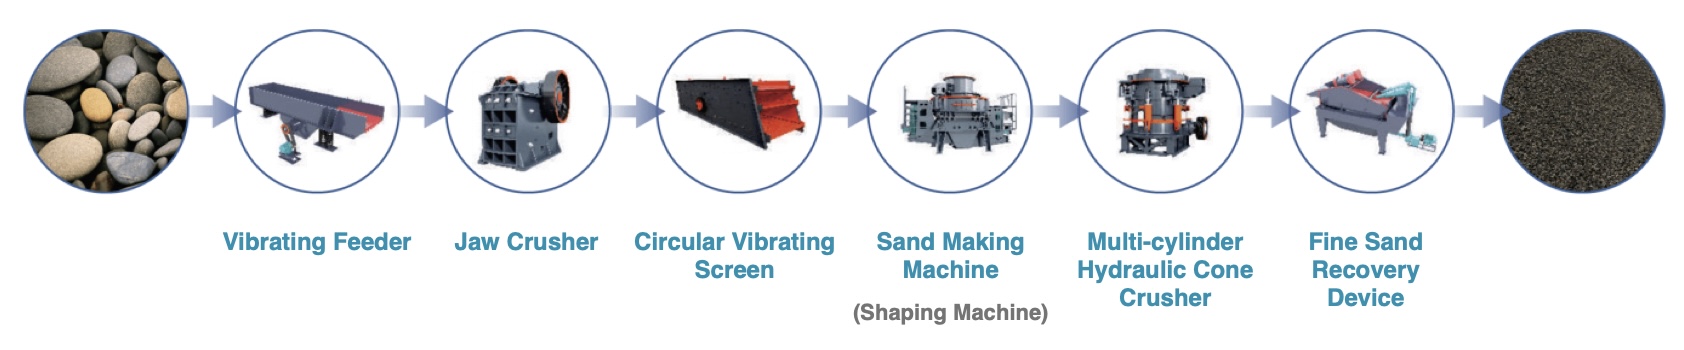 Vibrating Feeder
Jaw Crusher
Circular Vibrating
Screen
Sand Making
Machine
(Shaping Machine)
Multi-cylinder
Hydraulic Cone
Crusher
Fine Sand
Recovery
Device